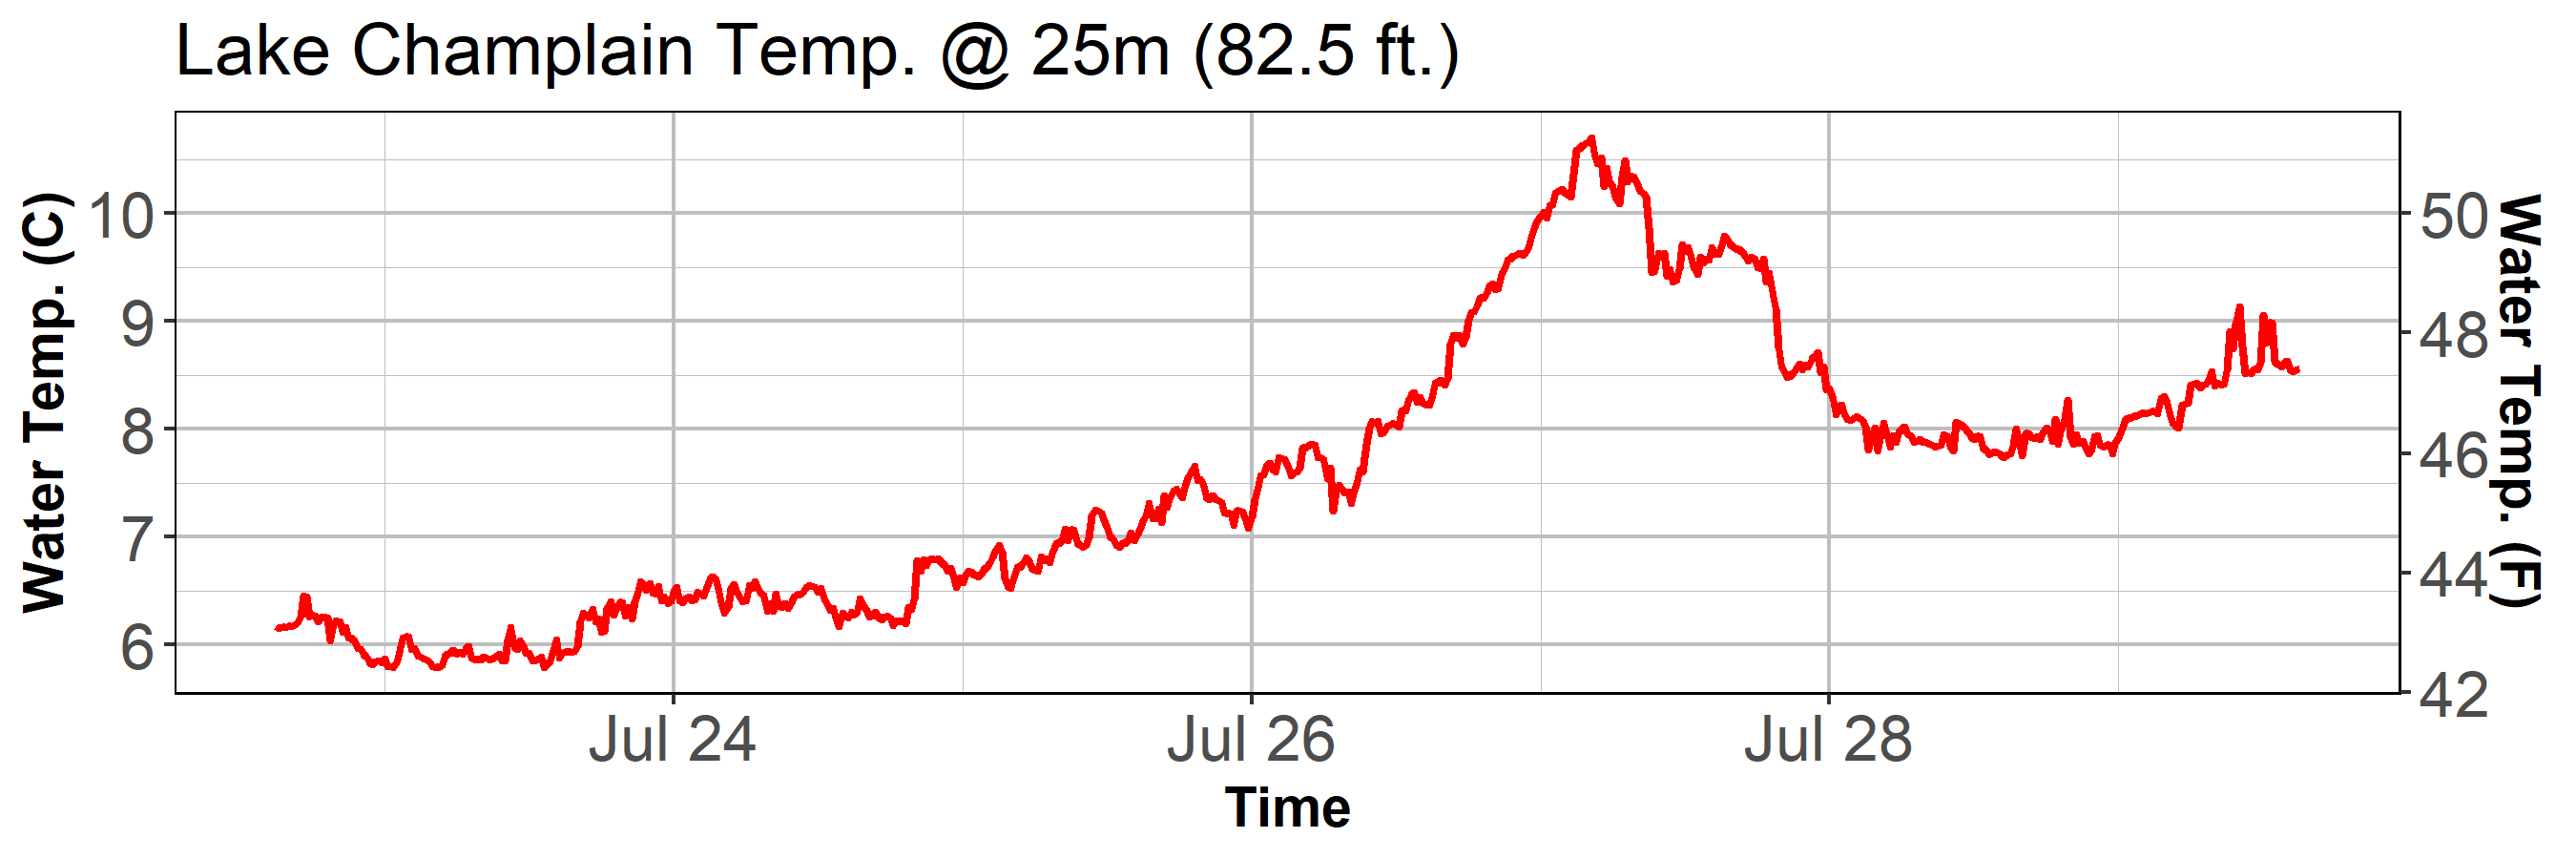 Lake Champlain Temp. @ 25m (82.5 ft.)
Water Temp. (C)
10
9
8
7
6
50
48
46
44
42
Water Temp. (F)
Jul 24 Jul 26 Jul 28
Time